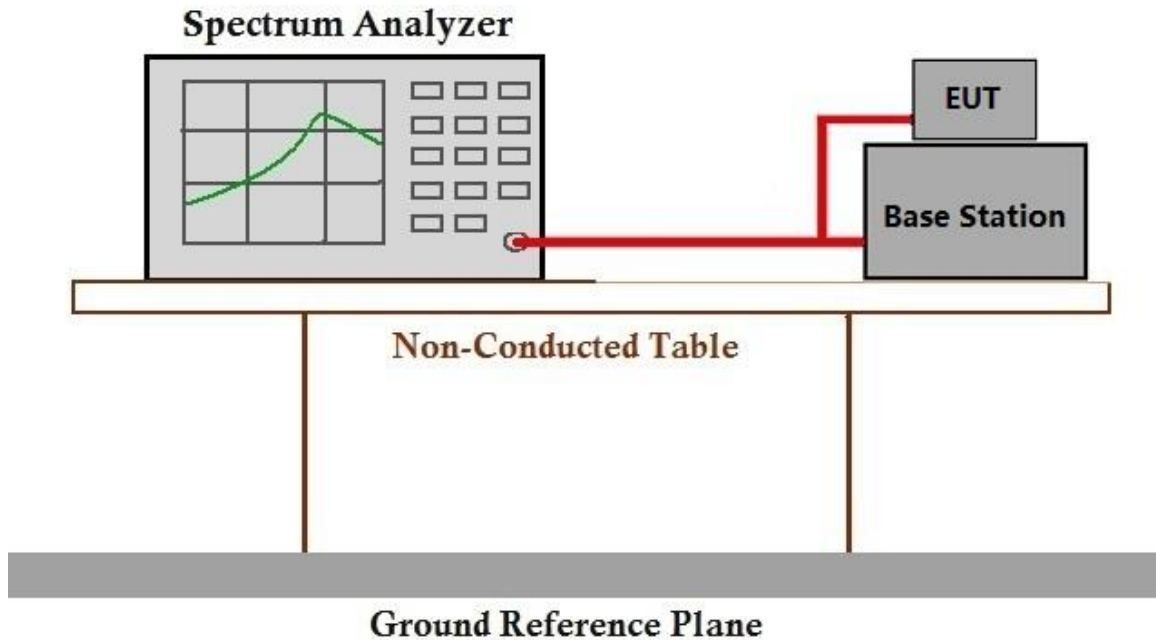 Spectrum Analyzer
EUT
Base Station
Non-Conducted Table
Ground Reference Plane